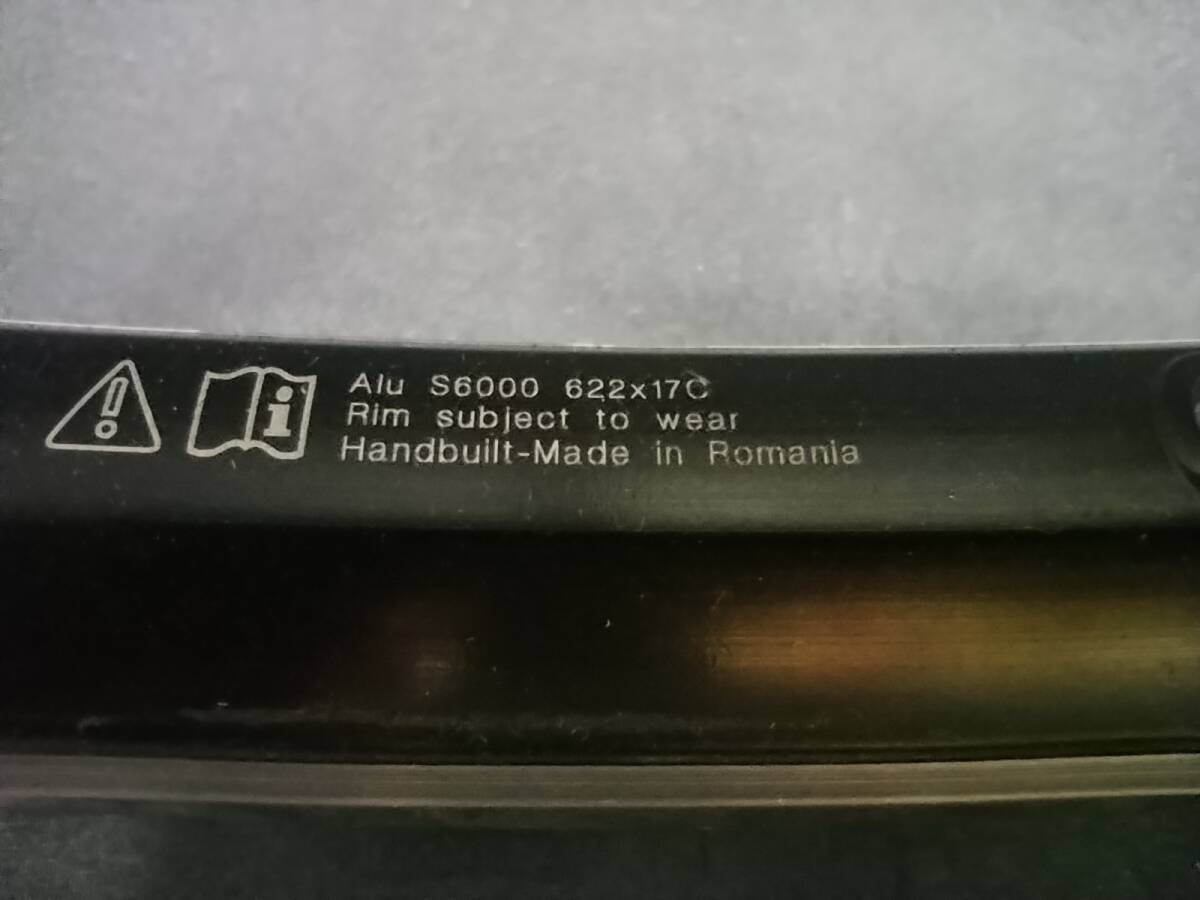 Alu S6000 622x17C
Rim subject to wear
Handbuilt-Made in Romania